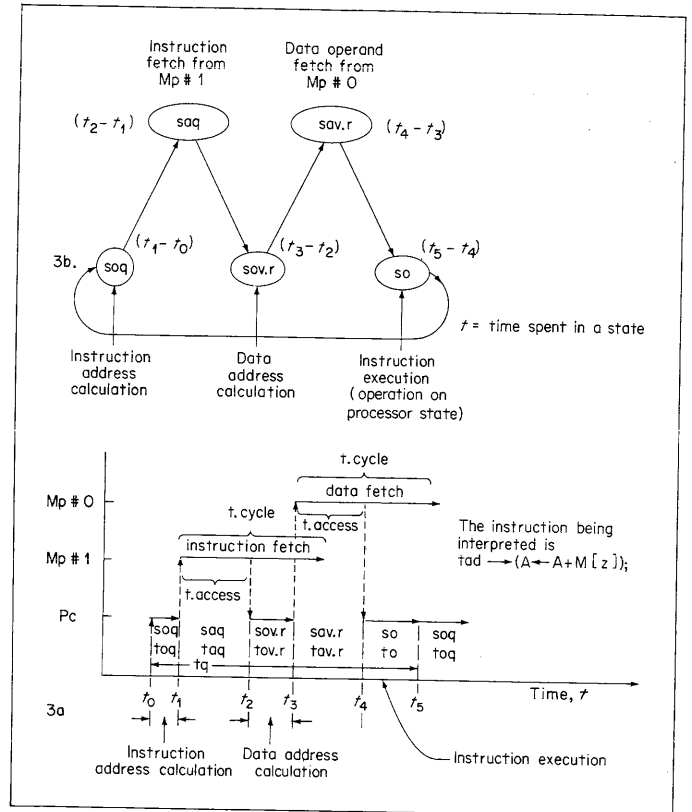 Instruction
fetch from
Mp # 1
Data operand
fetch from
Mp # 0
(t2 – t1)
saq
sav.r
(t4 – t3)
3b.
soq
(t1 – t0)
sov.r
(t3 – t2)
so
(t5 – t4)
t = time spent in a state
Instruction
address
calculation
Data
address
calculation
Instruction
execution
(operation on
processor state)
t.cycle
data fetch
Mp # 0
t.cycle
t.access
instruction fetch
Mp # 1
t.access
The instruction being
interpreted is
tad → (A ← A + M [ z ] );
Pc
soq saq sov.r sav.r so soq
toq taq tov.r tav.r to toq
tq
t0 t1 t2 t3 t4 t5
Time, t
3a
Instruction
address calculation
Data address
calculation
Instruction execution